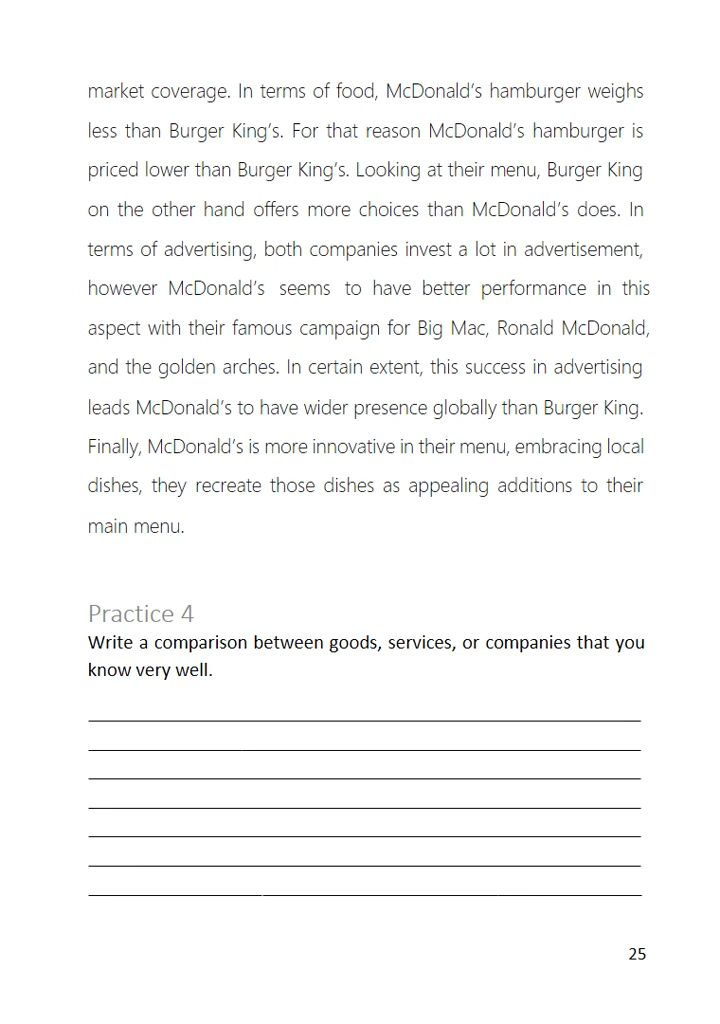 market coverage. In terms of food, McDonald's hamburger weighs
less than Burger King's. For that reason McDonald's hamburger is
priced lower than Burger King's. Looking at their menu, Burger King
on the other hand offers more choices than McDonald's does. In
terms of advertising, both companies invest a lot in advertisement,
however McDonald's seems to have better performance in this
aspect with their famous campaign for Big Mac, Ronald McDonald,
and the golden arches. In certain extent, this success in advertising
leads McDonald's to have wider presence globally than Burger King.
Finally, McDonald's is more innovative in their menu, embracing local
dishes, they recreate those dishes as appealing additions to their
main menu.
Practice 4
Write a comparison between goods, services, or companies that you
know very well.
25